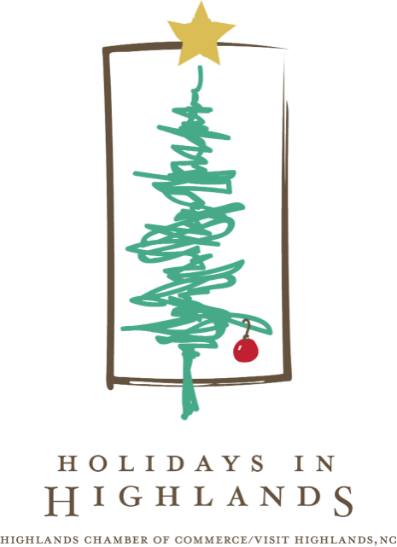 HOLIDAYS IN
HIGHLANDS
HIGHLANDS CHAMBER OF COMMERCE/VISIT HIGHLANDS, NC